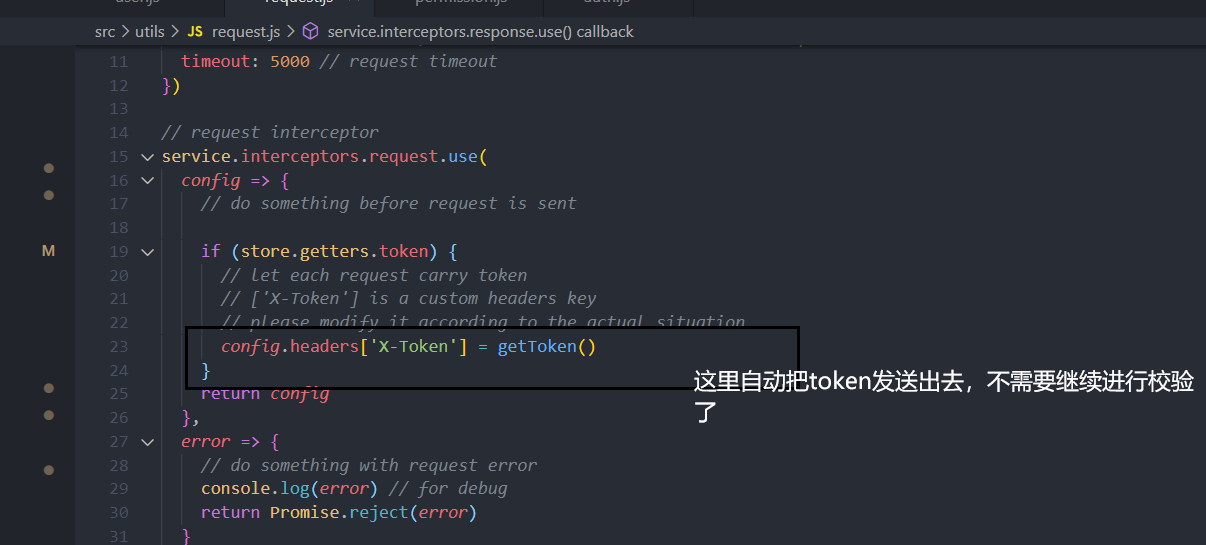 request.js
src > utils > JS request.js > service.interceptors.response.use() callback
11 timeout: 5000 // request timeout
12 })
13
14 // request interceptor
15 service.interceptors.request.use(
16 config => {
17 // do something before request is sent
18
M 19 if (store.getters.token) {
20 // let each request carry token
21 // ['X-Token'] is a custom headers key
22 // please modify it according to the actual situation
23 config.headers['X-Token'] = getToken()
24 }
这里自动把token发送出去，不需要继续进行校验
了
25 return config
26 },
27 error => {
28 // do something with request error
29 console.log(error) // for debug
30 return Promise.reject(error)
31 }